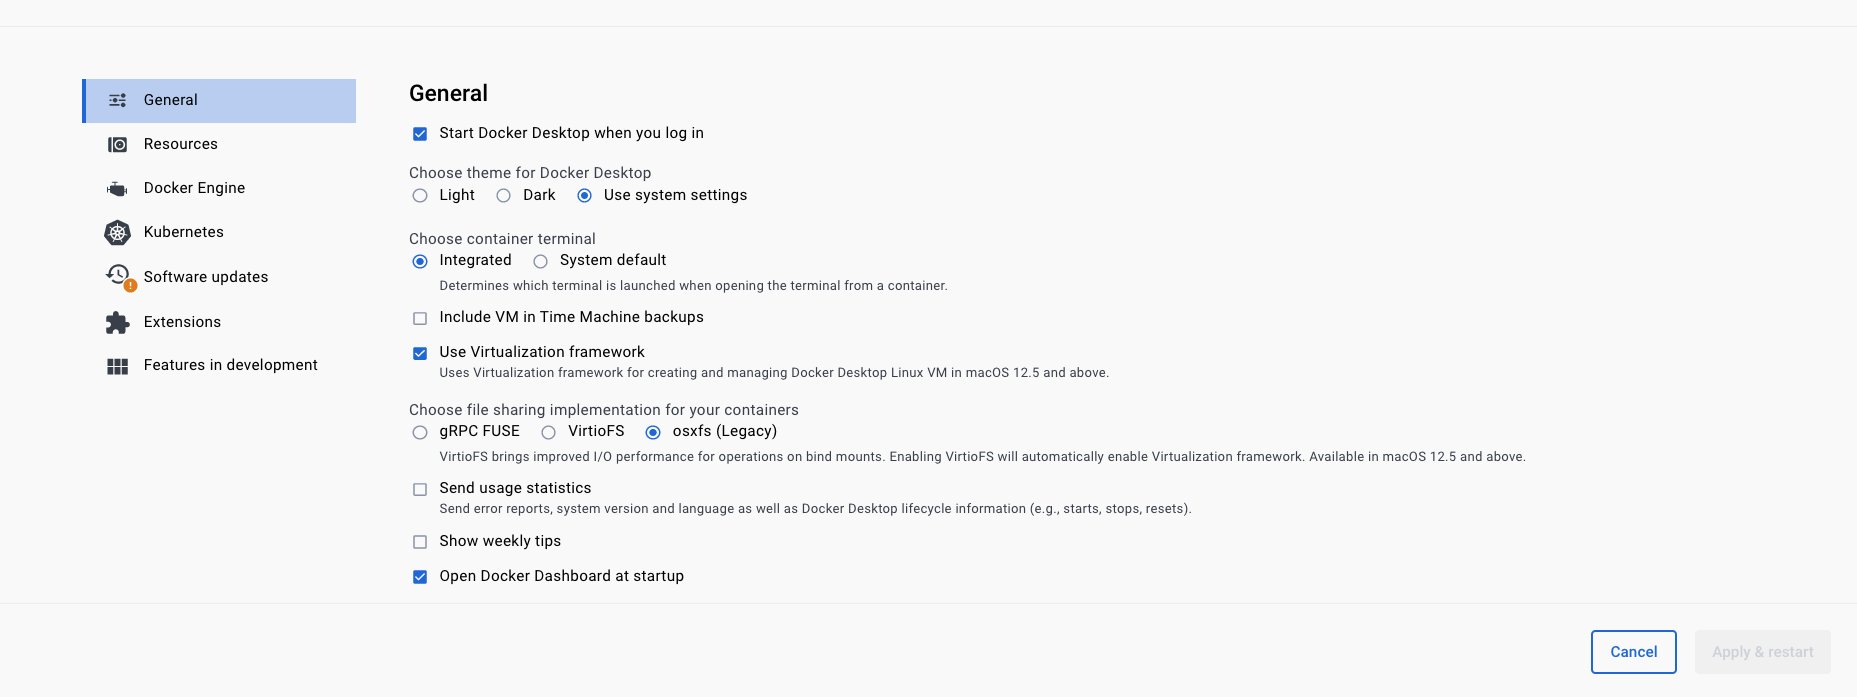 General
Resources
Docker Engine
Kubernetes
Software updates
Extensions
Features in development
General
Start Docker Desktop when you log in
Choose theme for Docker Desktop
Light Dark Use system settings
Choose container terminal
Integrated System default
Determines which terminal is launched when opening the terminal from a container.
Include VM in Time Machine backups
Use Virtualization framework
Uses Virtualization framework for creating and managing Docker Desktop Linux VM in macOS 12.5 and above.
Choose file sharing implementation for your containers
gRPC FUSE VirtioFS osxfs (Legacy)
VirtioFS brings improved I/O performance for operations on bind mounts. Enabling VirtioFS will automatically enable Virtualization framework. Available in macOS 12.5 and above.
Send usage statistics
Send error reports, system version and language as well as Docker Desktop lifecycle information (e.g., starts, stops, resets).
Show weekly tips
Open Docker Dashboard at startup
Cancel Apply & restart